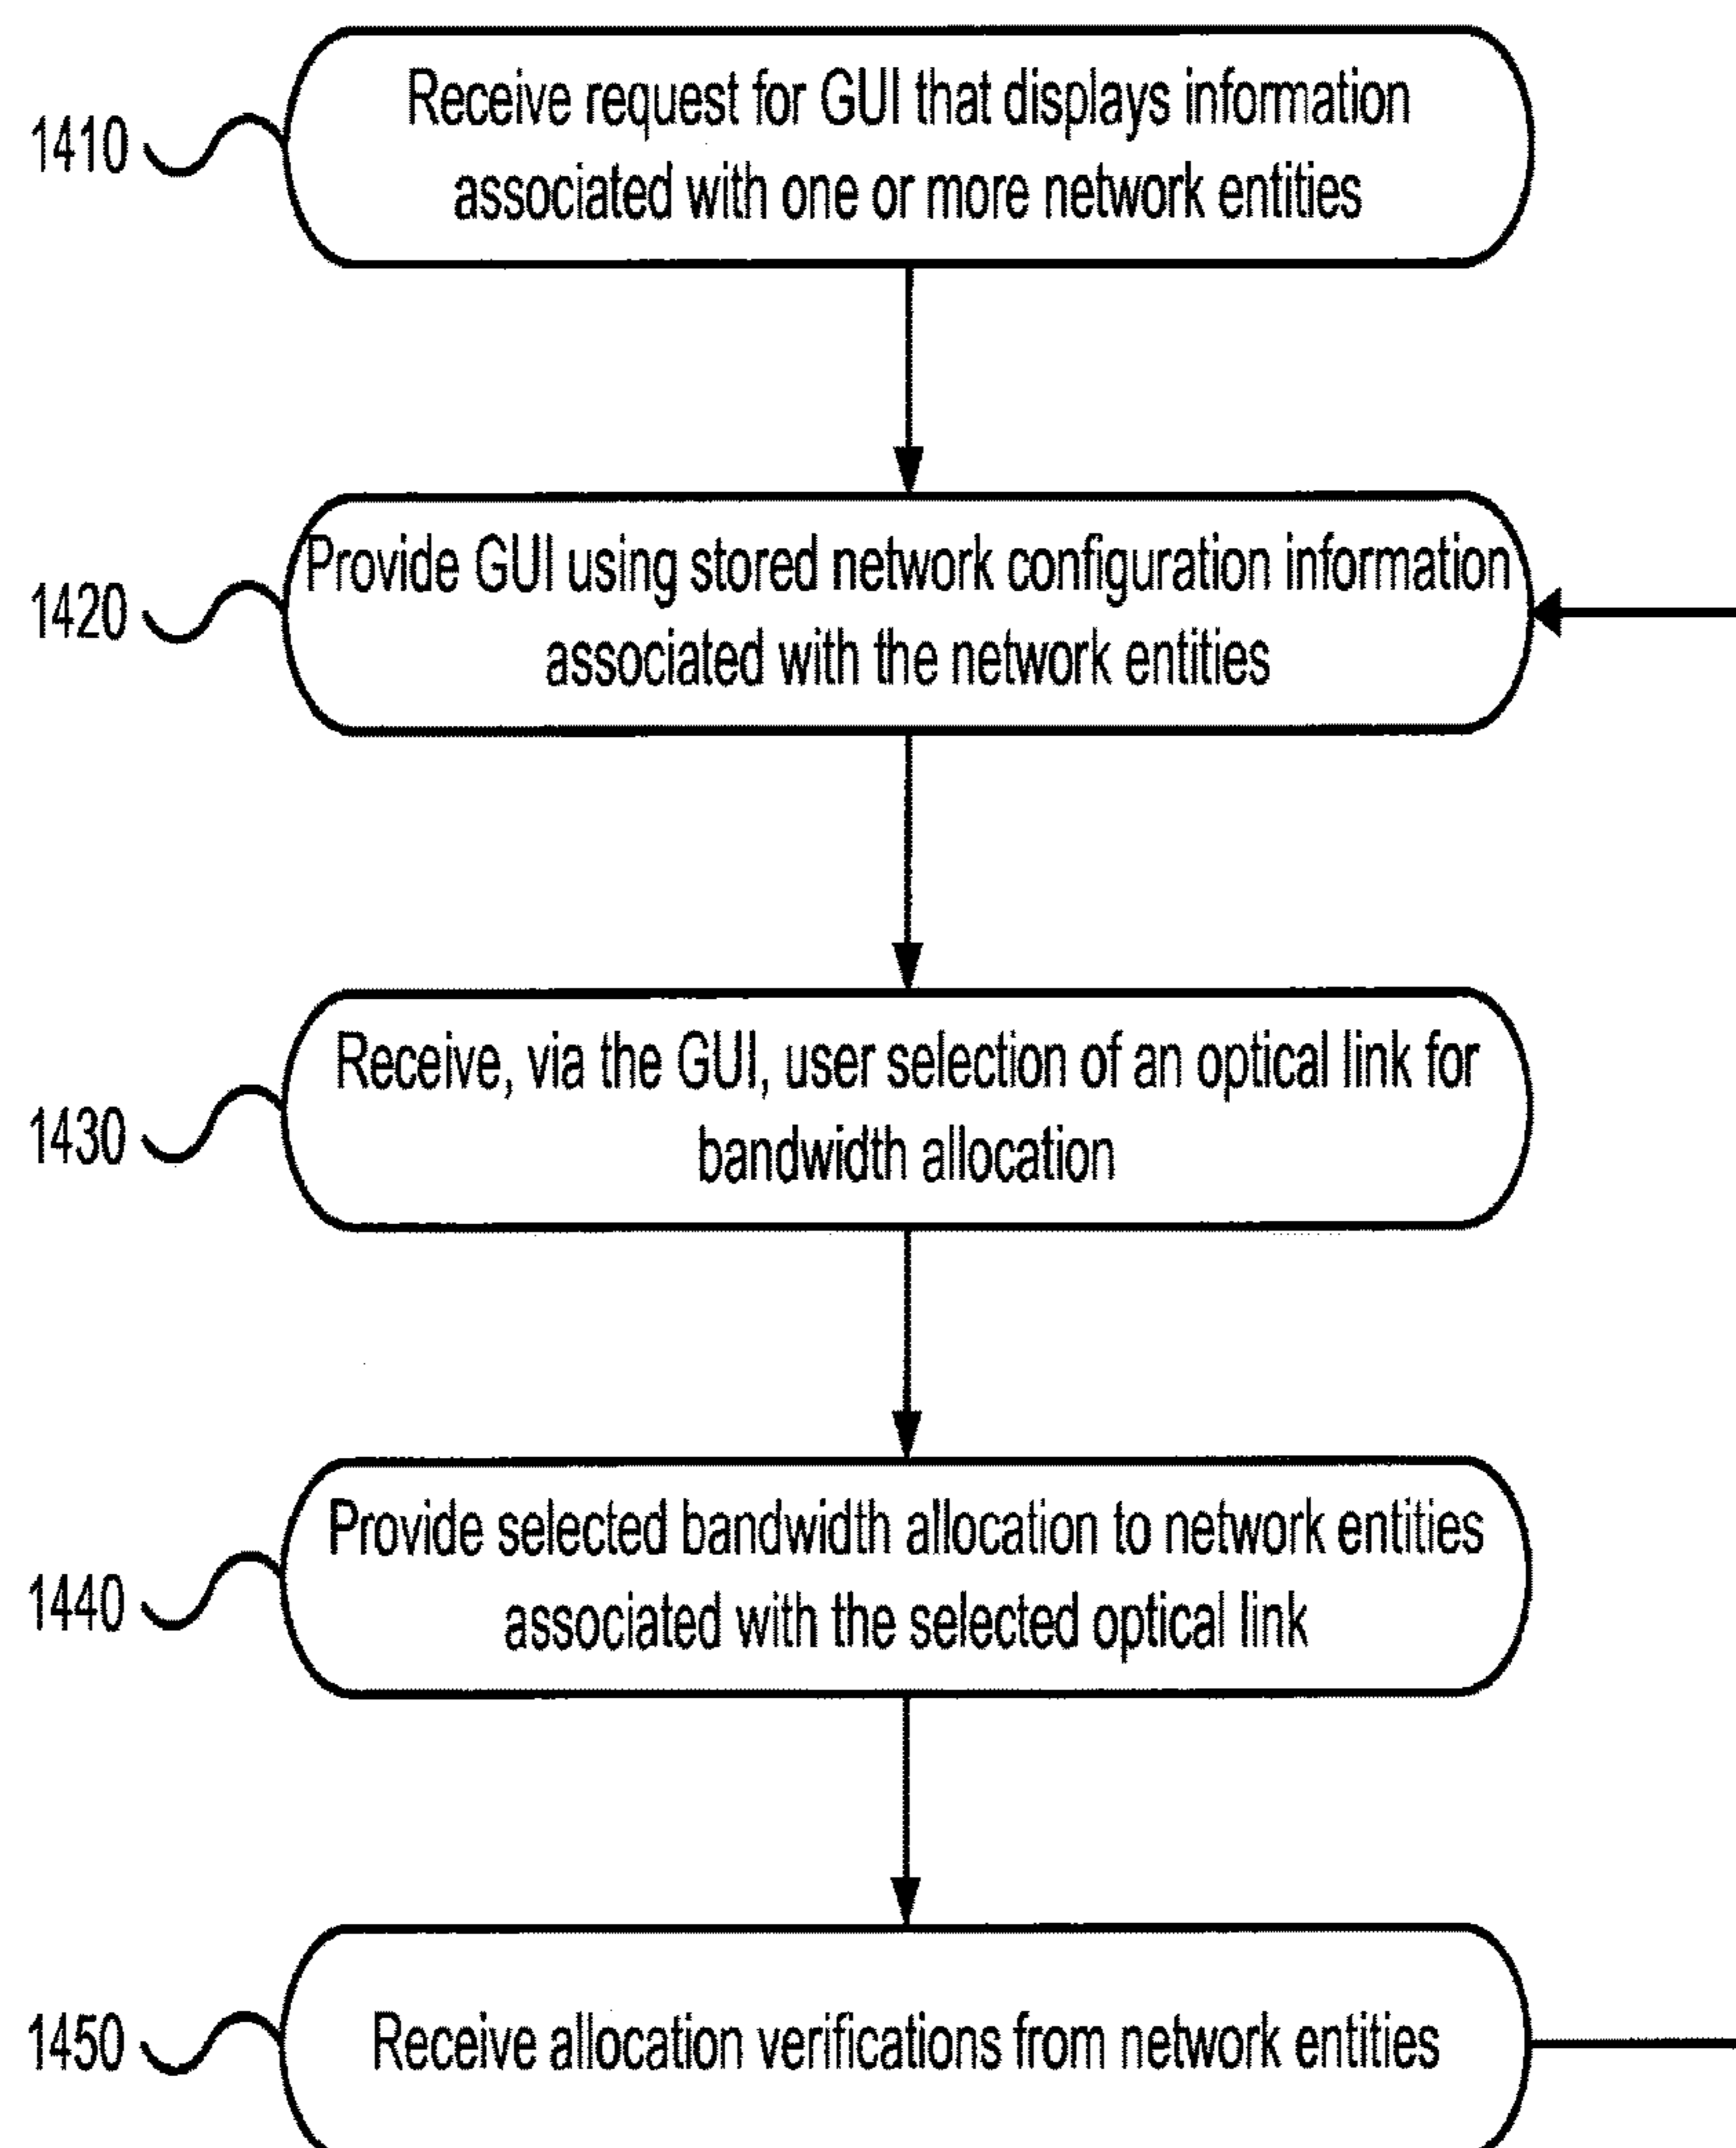 1410
Receive request for GUI that displays information
associated with one or more network entities
1420
Provide GUI using stored network configuration information
associated with the network entities
1430
Receive, via the GUI, user selection of an optical link for
bandwidth allocation
1440
Provide selected bandwidth allocation to network entities
associated with the selected optical link
1450
Receive allocation verifications from network entities